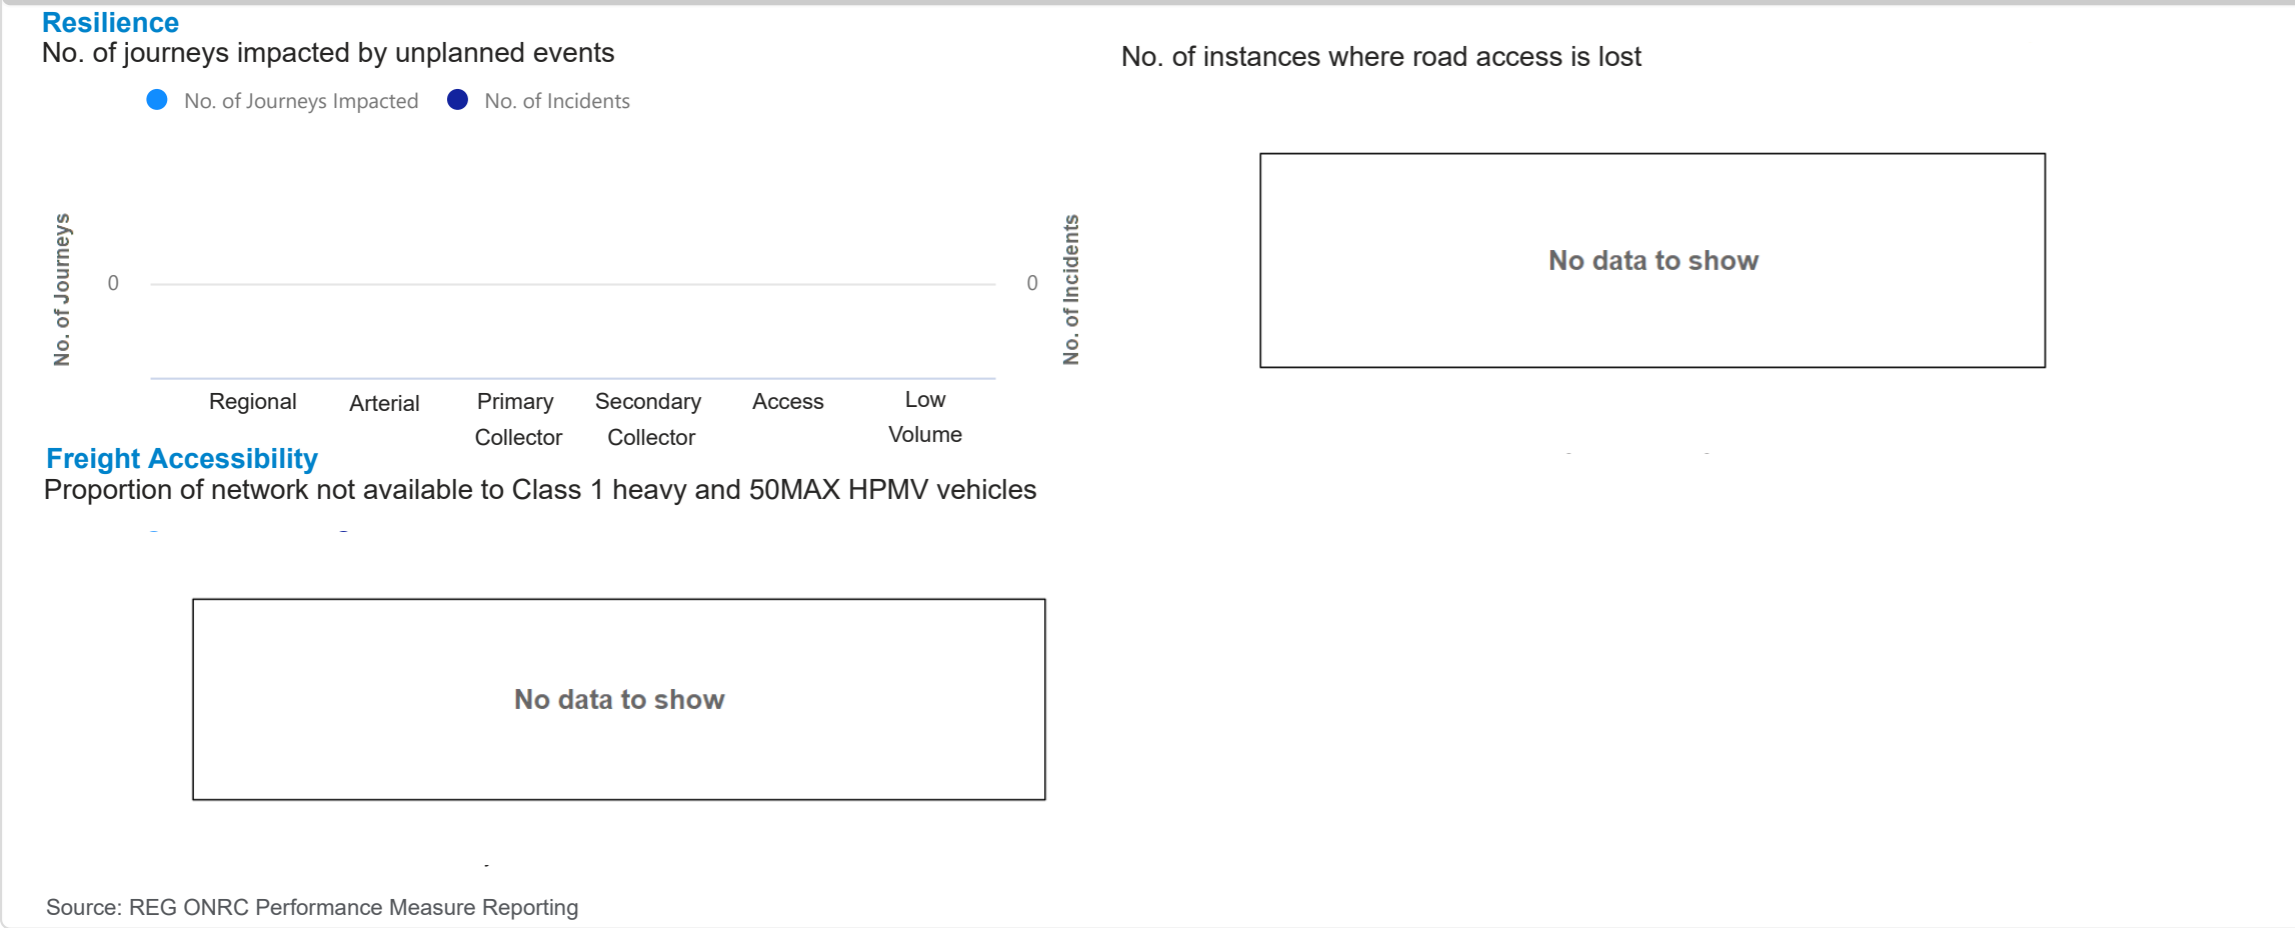 Resilience
No. of journeys impacted by unplanned events
No. of Journeys Impacted No. of Incidents
No. of Journeys
0
0
No. of Incidents
Regional Arterial Primary Collector Secondary Collector Access Low Volume
No. of instances where road access is lost
No data to show
Freight Accessibility
Proportion of network not available to Class 1 heavy and 50MAX HPMV vehicles
No data to show
Source: REG ONRC Performance Measure Reporting